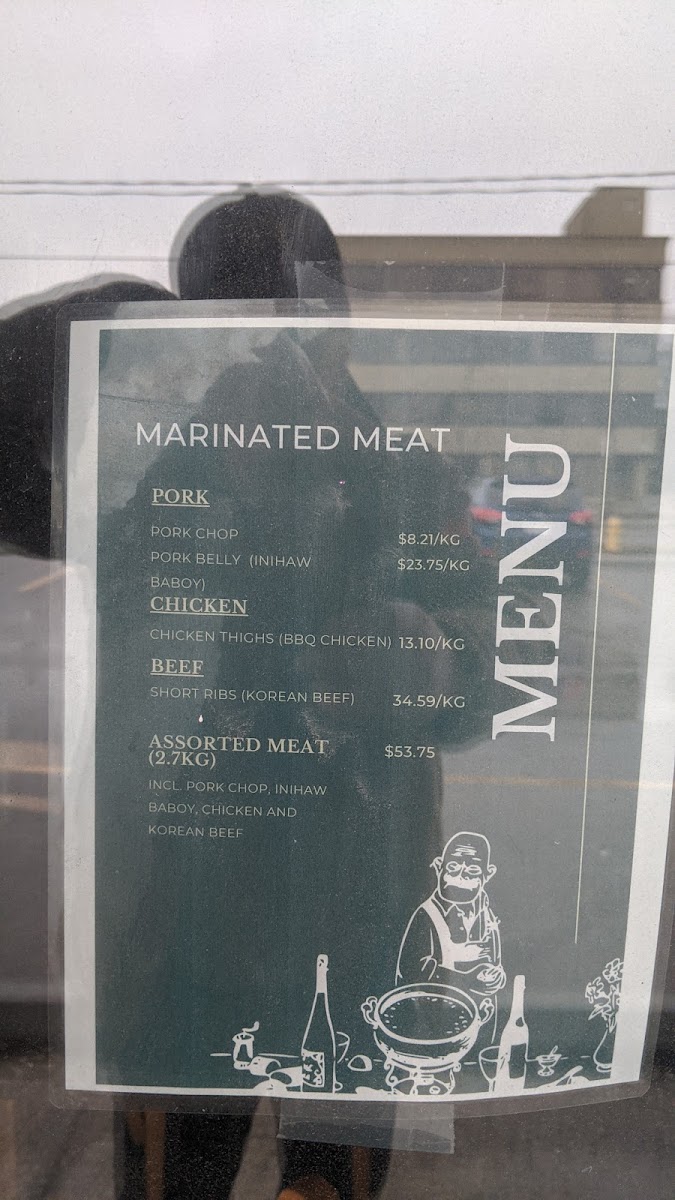 MARINATED MEAT
PORK
PORK CHOP $8.21/KG
PORK BELLY (INIHAW $23.75/KG
BABOY)
CHICKEN
CHICKEN THIGHS (BBQ CHICKEN) 13.10/KG
BEEF
SHORT RIBS (KOREAN BEEF) 34.59/KG
ASSORTED MEAT $53.75
(2.7KG)
INCL. PORK CHOP, INIHAW
BABOY, CHICKEN AND
KOREAN BEEF
MENU